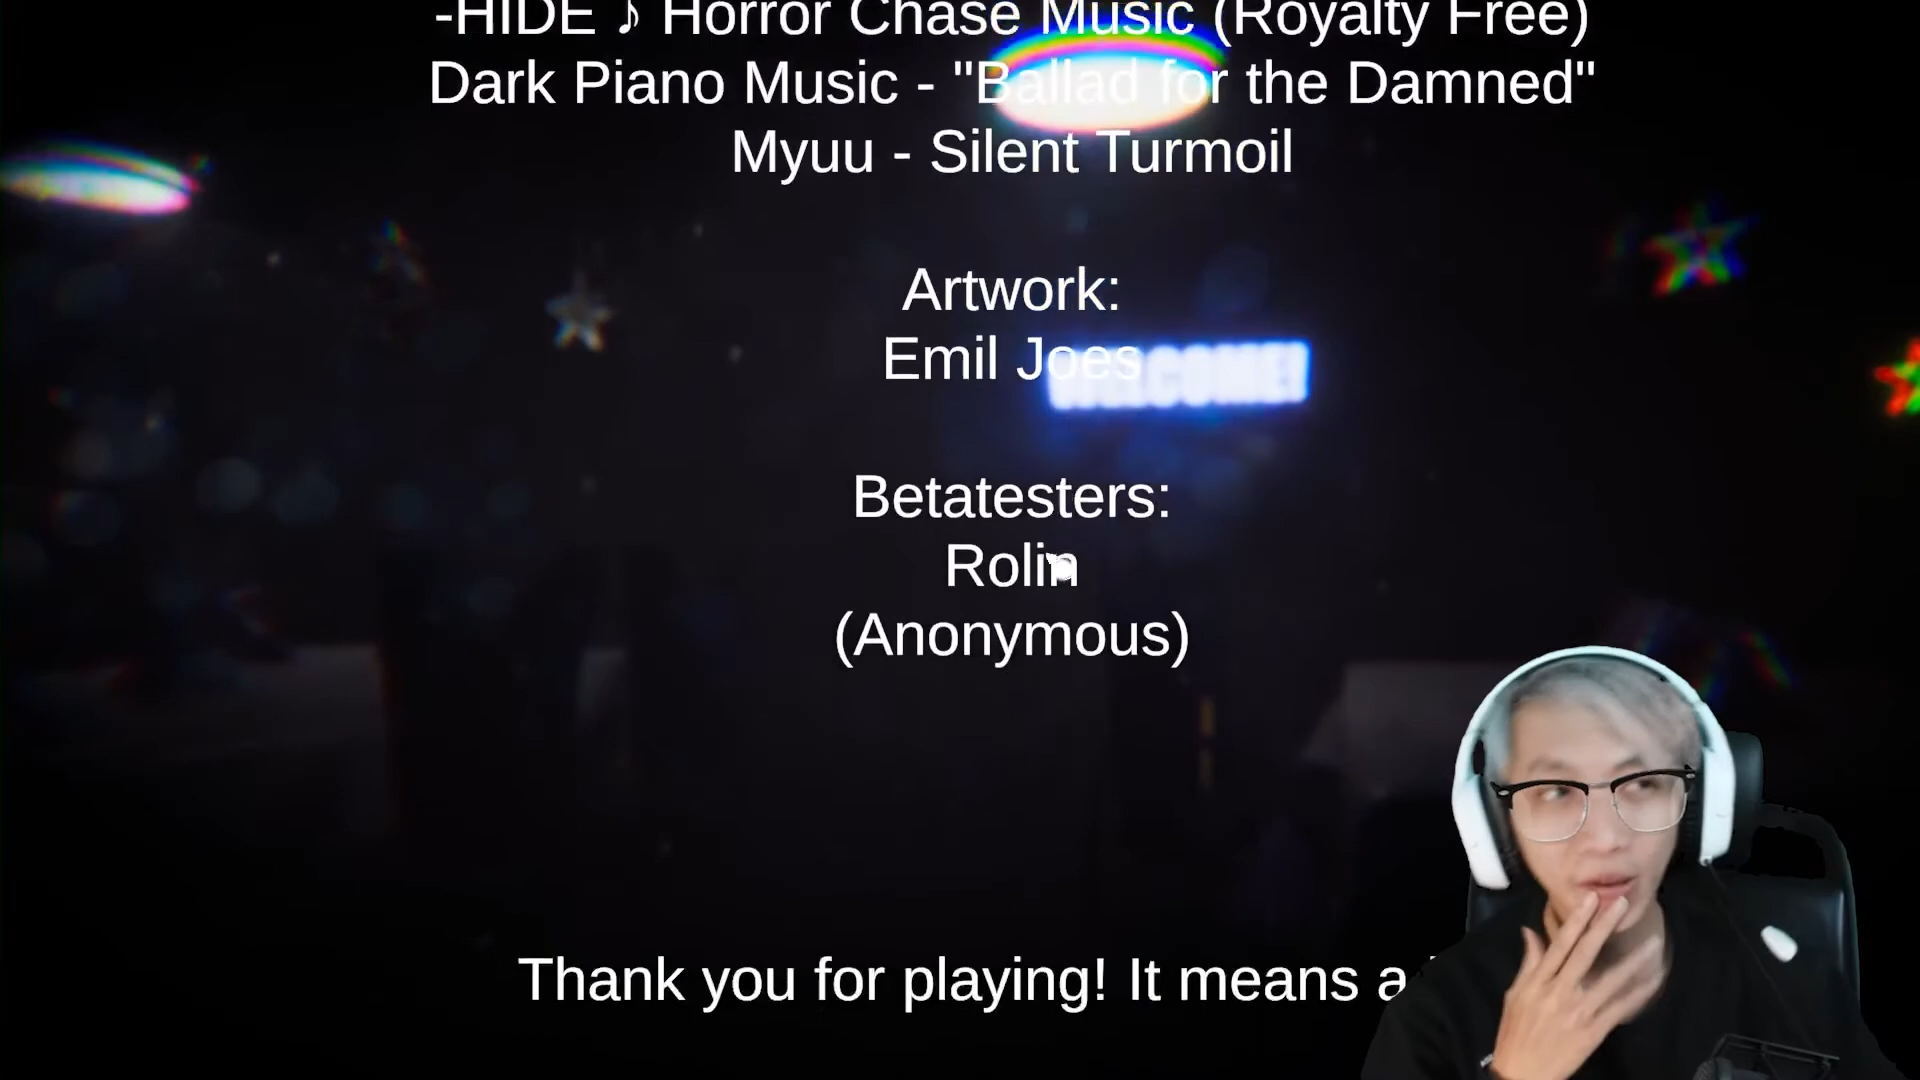 -HIDE ♪ Horror Chase Music (Royalty Free)
Dark Piano Music - "Ballad for the Damned"
Myuu - Silent Turmoil
Artwork:
Emil Joes
WELCOME!
Betatesters:
Rolin
(Anonymous)
Thank you for playing! It means a